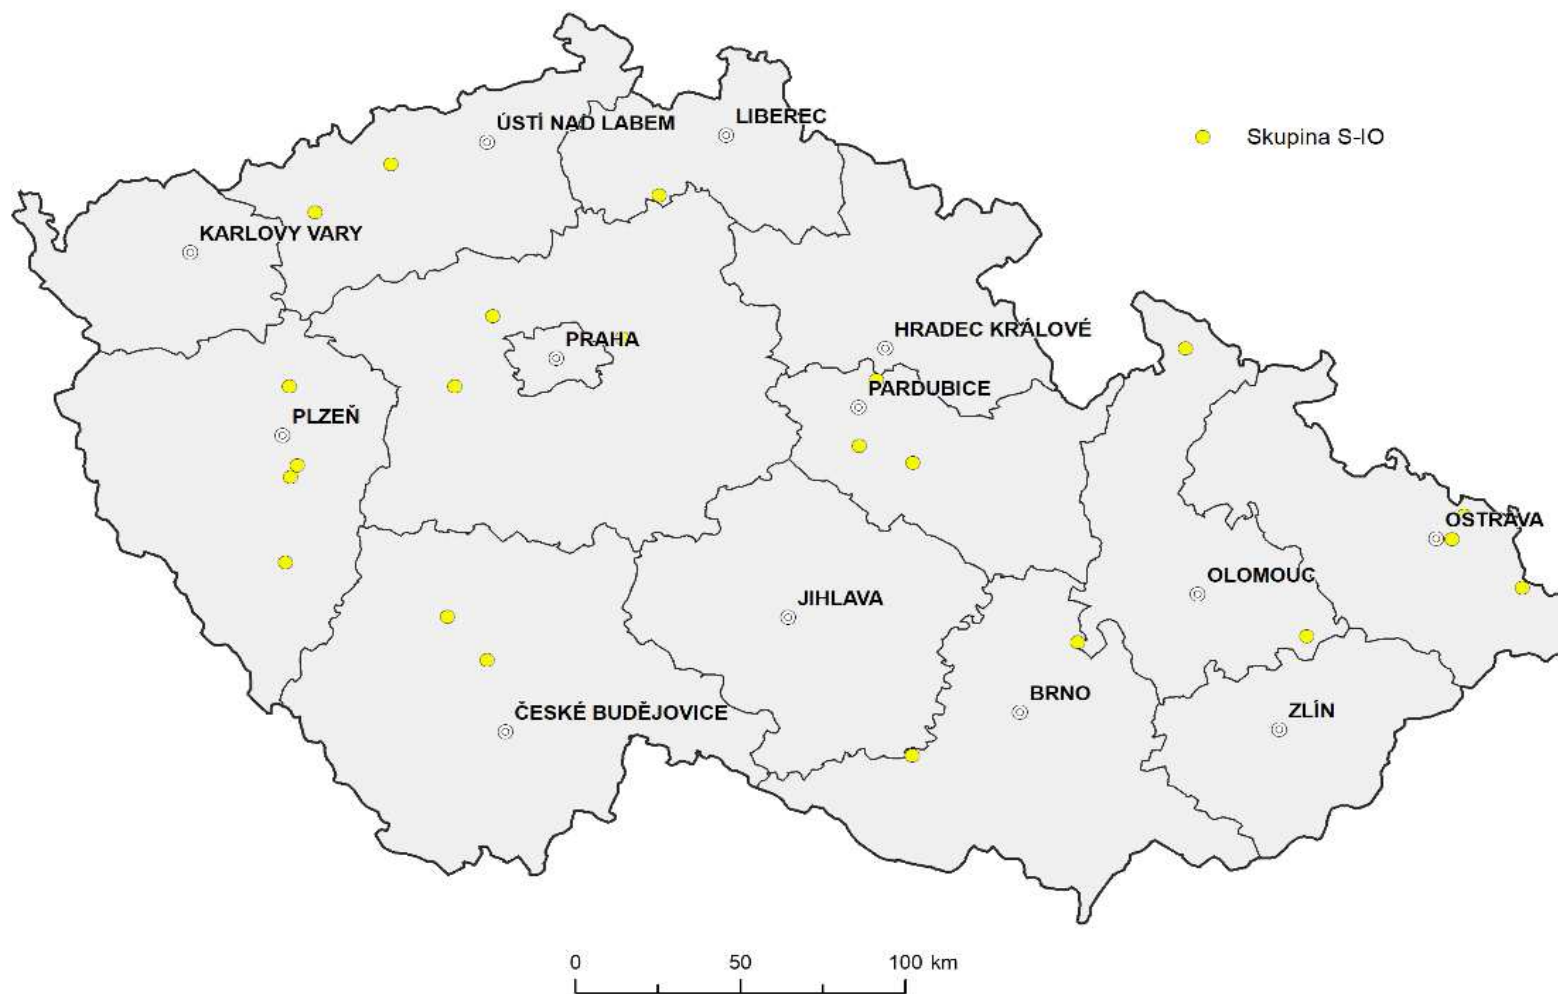 ÚSTÍ NAD LABEM
LIBEREC
Skupina S-IO
KARLOVY VARY
HRADEC KRÁLOVÉ
PRAHA
PARDUBICE
PLZEŇ
OSTRAVA
OLOMOUC
JIHLAVA
BRNO
ČESKÉ BUDĚJOVICE
ZLÍN
0 50 100 km